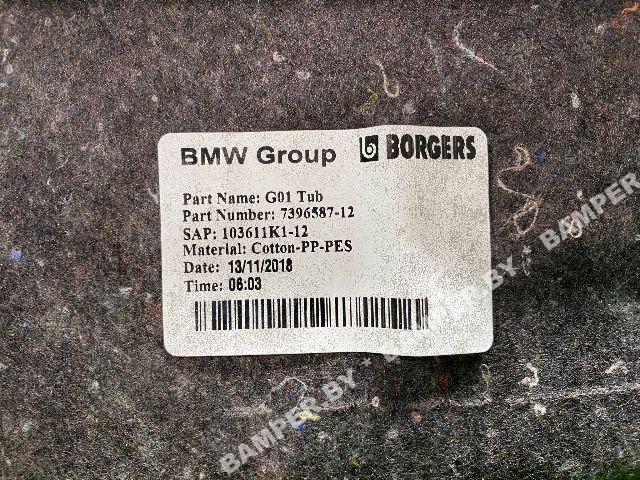 BMW Group BORGERS
Part Name: G01 Tub
Part Number: 7396587-12
SAP: 103611K1-12
Material: Cotton-PP-PES
Date: 13/11/2018
Time: 06:03
BAMPER BY • BAMPER BY • BAMPER BY